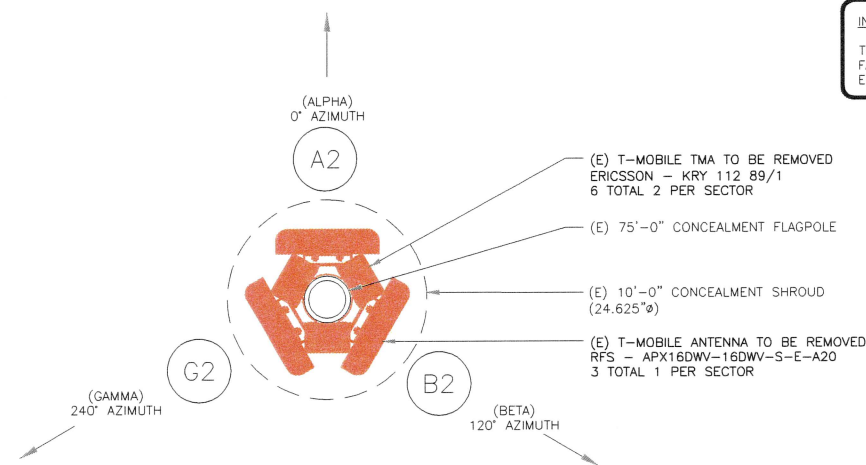 (ALPHA)
0° AZIMUTH
A2
(E) T-MOBILE TMA TO BE REMOVED
ERICSSON - KRY 112 89/1
6 TOTAL 2 PER SECTOR
(E) 75'-0" CONCEALMENT FLAGPOLE
(E) 10'-0" CONCEALMENT SHROUD
(24.625"ø)
(E) T-MOBILE ANTENNA TO BE REMOVED
RFS - APX16DWV-16DWV-S-E-A20
3 TOTAL 1 PER SECTOR
G2
B2
(GAMMA)
240° AZIMUTH
(BETA)
120° AZIMUTH